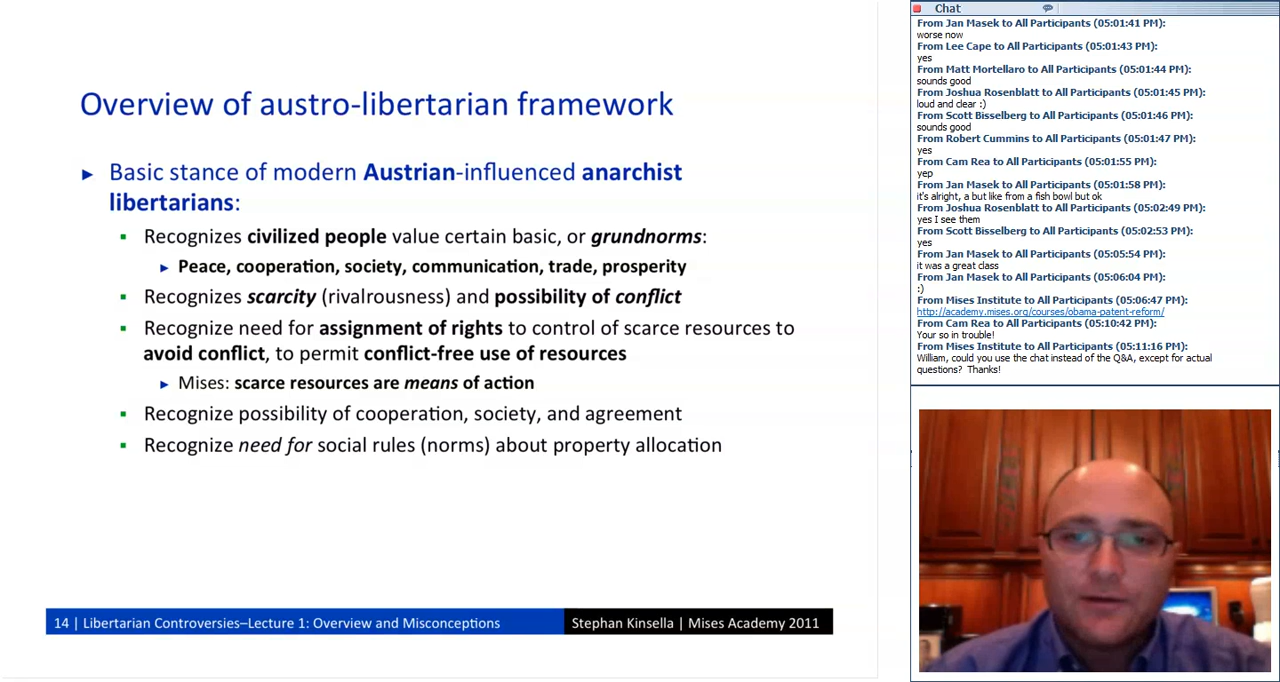 Overview of austro-libertarian framework
► Basic stance of modern Austrian-influenced anarchist
libertarians:
▪ Recognizes civilized people value certain basic, or grundnorms:
► Peace, cooperation, society, communication, trade, prosperity
▪ Recognizes scarcity (rivalrousness) and possibility of conflict
▪ Recognize need for assignment of rights to control of scarce resources to
avoid conflict, to permit conflict-free use of resources
► Mises: scarce resources are means of action
▪ Recognize possibility of cooperation, society, and agreement
▪ Recognize need for social rules (norms) about property allocation
14 | Libertarian Controversies–Lecture 1: Overview and Misconceptions
Stephan Kinsella | Mises Academy 2011
Chat
From Jan Masek to All Participants (05:01:41 PM):
worse now
From Lee Cape to All Participants (05:01:43 PM):
yes
From Matt Mortellaro to All Participants (05:01:44 PM):
sounds good
From Joshua Rosenblatt to All Participants (05:01:45 PM):
loud and clear :)
From Scott Bisselberg to All Participants (05:01:46 PM):
sounds good
From Robert Cummins to All Participants (05:01:47 PM):
yes
From Cam Rea to All Participants (05:01:55 PM):
yep
From Jan Masek to All Participants (05:01:58 PM):
it's alright, a but like from a fish bowl but ok
From Joshua Rosenblatt to All Participants (05:02:49 PM):
yes I see them
From Scott Bisselberg to All Participants (05:02:53 PM):
yes
From Jan Masek to All Participants (05:05:54 PM):
it was a great class
From Jan Masek to All Participants (05:06:04 PM):
:)
From Mises Institute to All Participants (05:06:47 PM):
http://academy.mises.org/courses/obama-patent-reform/
From Cam Rea to All Participants (05:10:42 PM):
Your so in trouble!
From Mises Institute to All Participants (05:11:16 PM):
William, could you use the chat instead of the Q&A, except for actual
questions? Thanks!